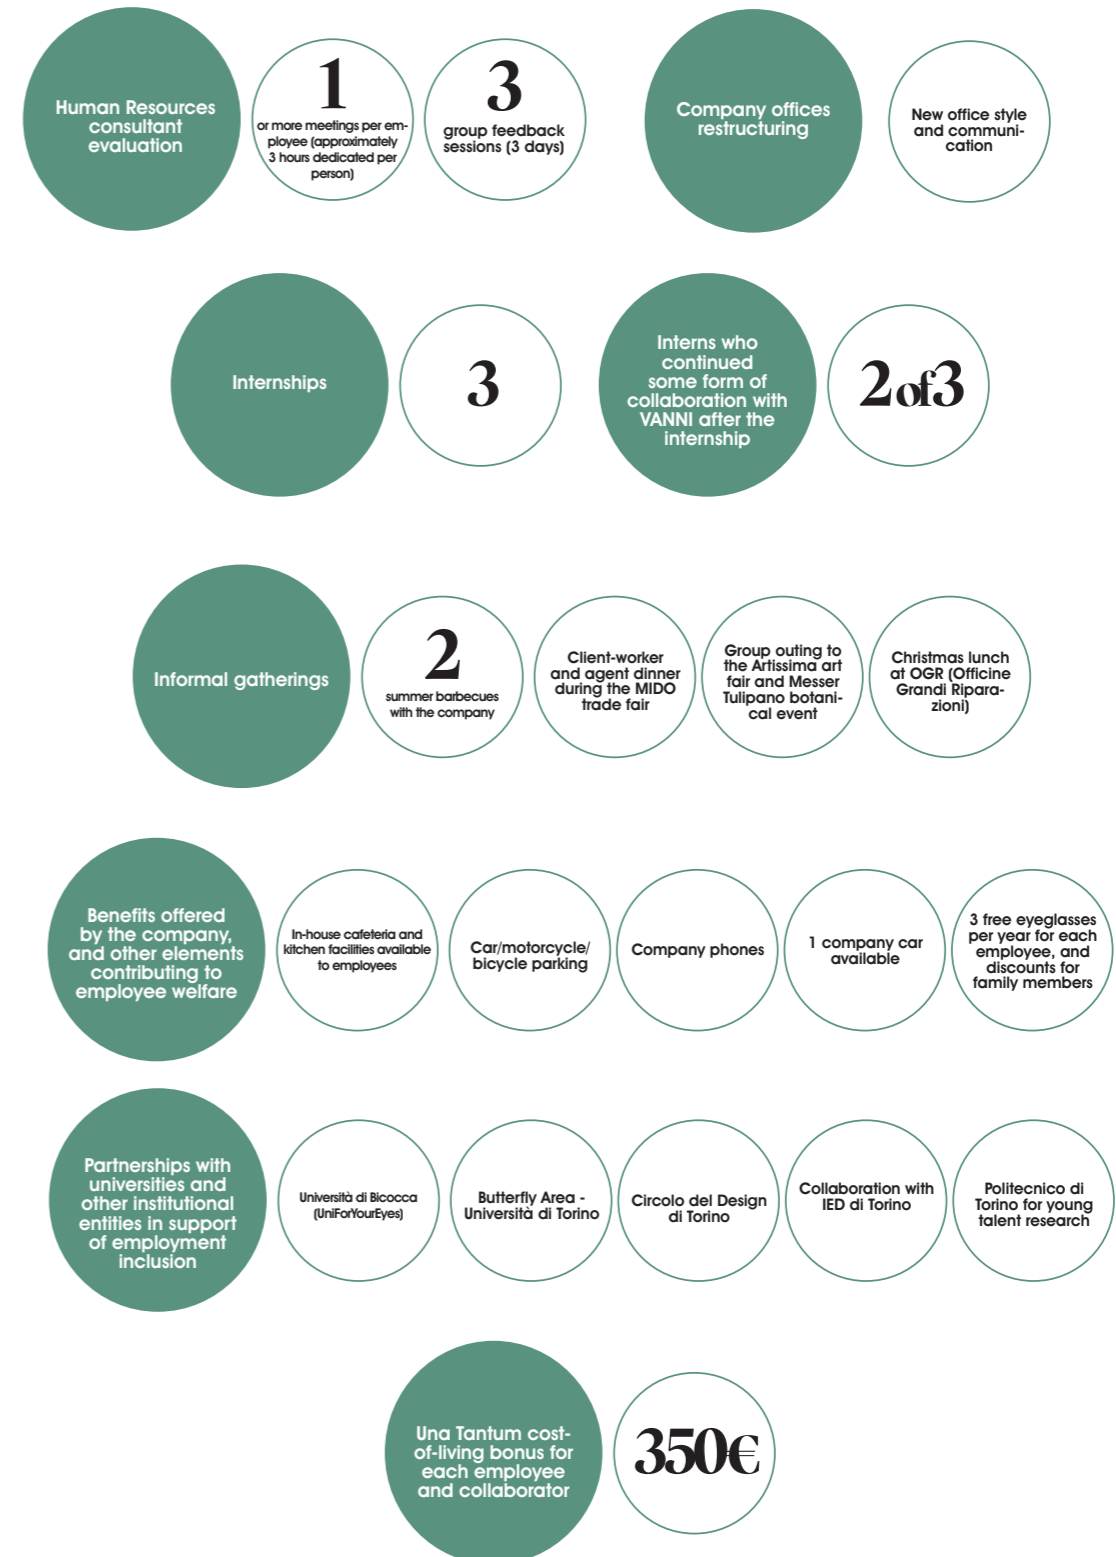 Human Resources
consultant
evaluation
1
or more meetings per em-
ployee (approximately
3 hours dedicated per
person)
3
group feedback
sessions (3 days)
Company offices
restructuring
New office style
and communi-
cation
Internships
3
Interns who
continued
some form of
collaboration with
VANNI after the
internship
2 of 3
Informal gatherings
2
summer barbecues
with the company
Client-worker
and agent dinner
during the MIDO
trade fair
Group outing to
the Artissima art
fair and Messer
Tulipano botani-
cal event
Christmas lunch
at OGR (Officine
Grandi Ripara-
zioni)
Benefits offered
by the company,
and other elements
contributing to
employee welfare
In-house cafeteria and
kitchen facilities available
to employees
Car/motorcycle/
bicycle parking
Company phones
1 company car
available
3 free eyeglasses
per year for each
employee, and
discounts for
family members
Partnerships with
universities and
other institutional
entities in support
of employment
inclusion
Università di Bicocca
(UniForYourEyes)
Butterfly Area -
Università di Torino
Circolo del Design
di Torino
Collaboration with
IED di Torino
Politecnico di
Torino for young
talent research
Una Tantum cost-
of-living bonus for
each employee
and collaborator
350€